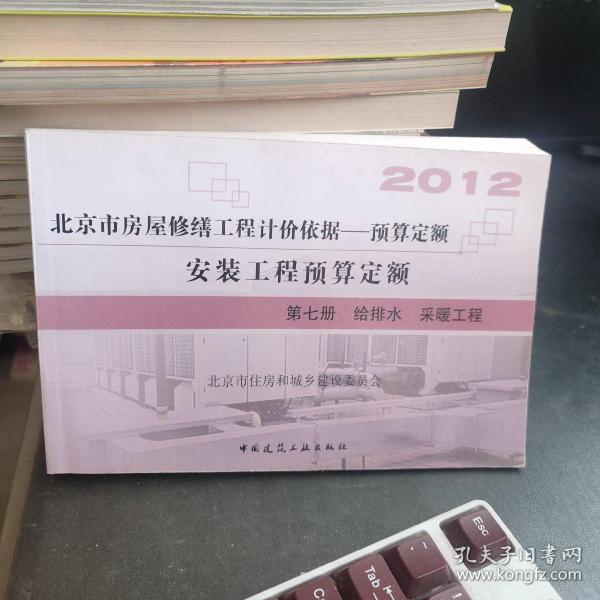 2012
北京市房屋修缮工程计价依据——预算定额
安装工程预算定额
第七册 给排水 采暖工程
北京市住房和城乡建设委员会
中国建筑工业出版社
Esc
Tab
孔夫子旧书网
www.kongfz.com